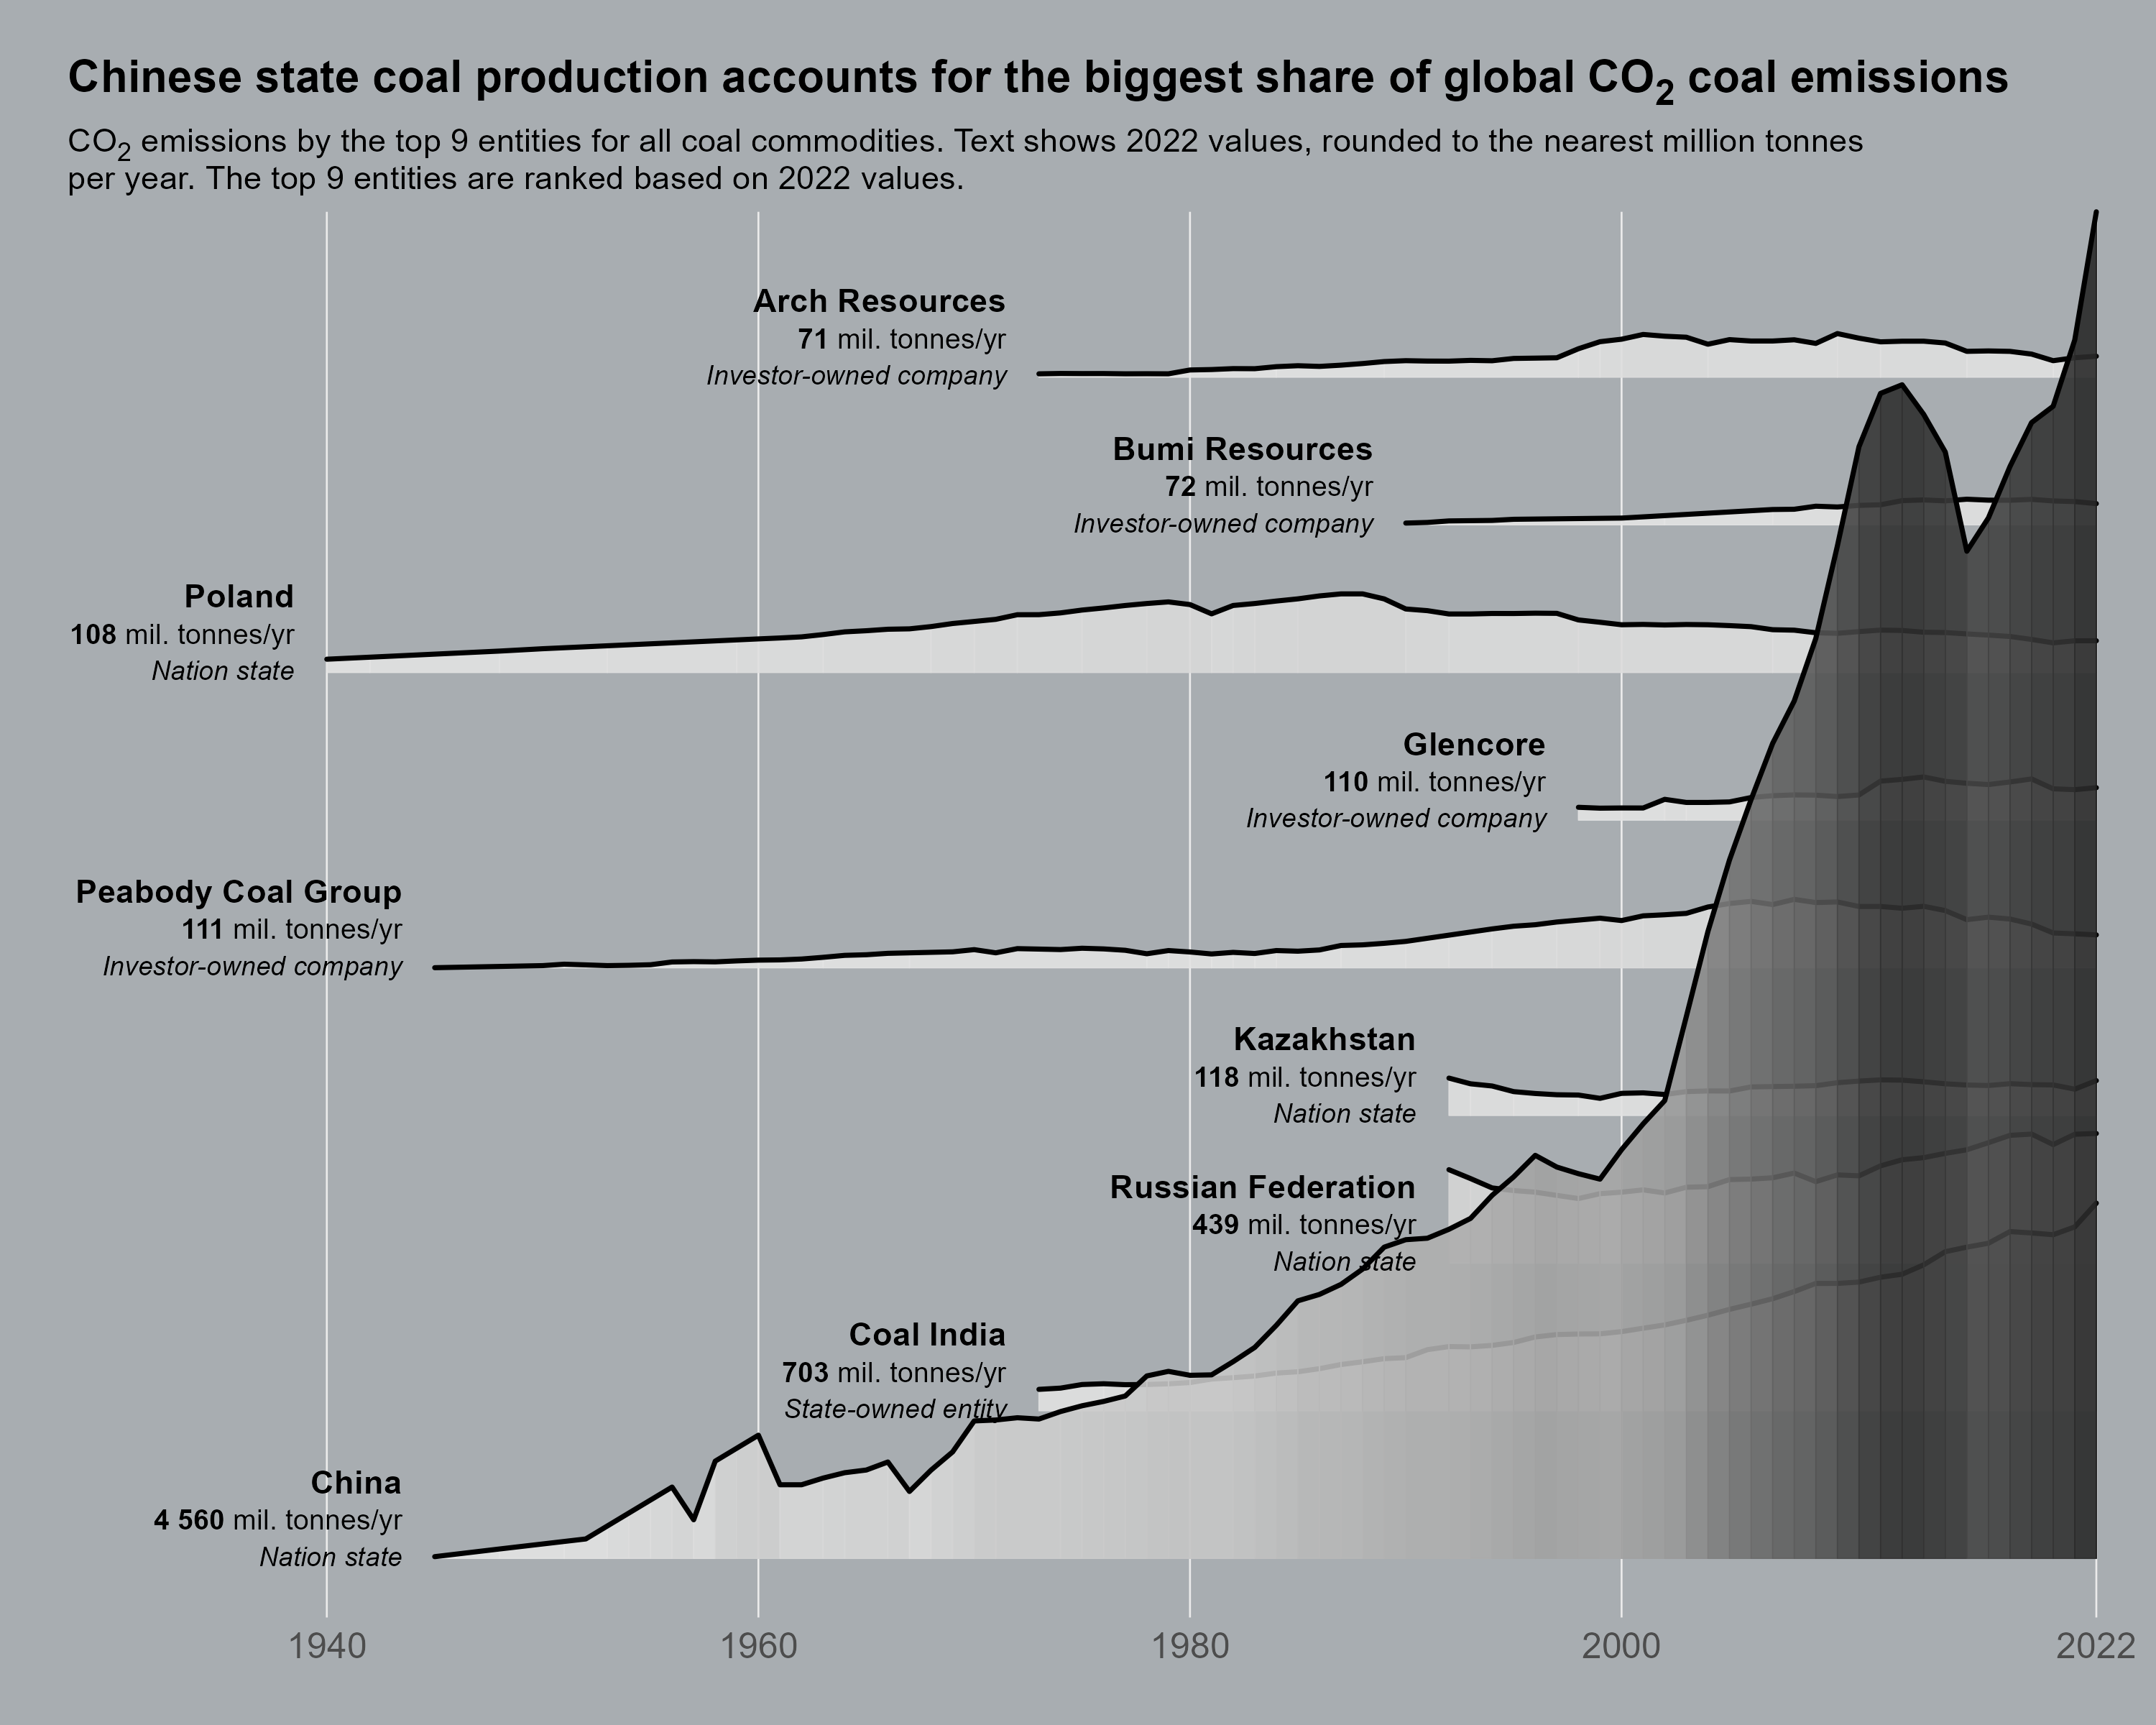 Chinese state coal production accounts for the biggest share of global CO₂ coal emissions
CO₂ emissions by the top 9 entities for all coal commodities. Text shows 2022 values, rounded to the nearest million tonnes
per year. The top 9 entities are ranked based on 2022 values.
Arch Resources
71 mil. tonnes/yr
Investor-owned company
Bumi Resources
72 mil. tonnes/yr
Investor-owned company
Poland
108 mil. tonnes/yr
Nation state
Glencore
110 mil. tonnes/yr
Investor-owned company
Peabody Coal Group
111 mil. tonnes/yr
Investor-owned company
Kazakhstan
118 mil. tonnes/yr
Nation state
Russian Federation
439 mil. tonnes/yr
Nation state
Coal India
703 mil. tonnes/yr
State-owned entity
China
4 560 mil. tonnes/yr
Nation state
1940 1960 1980 2000 2022